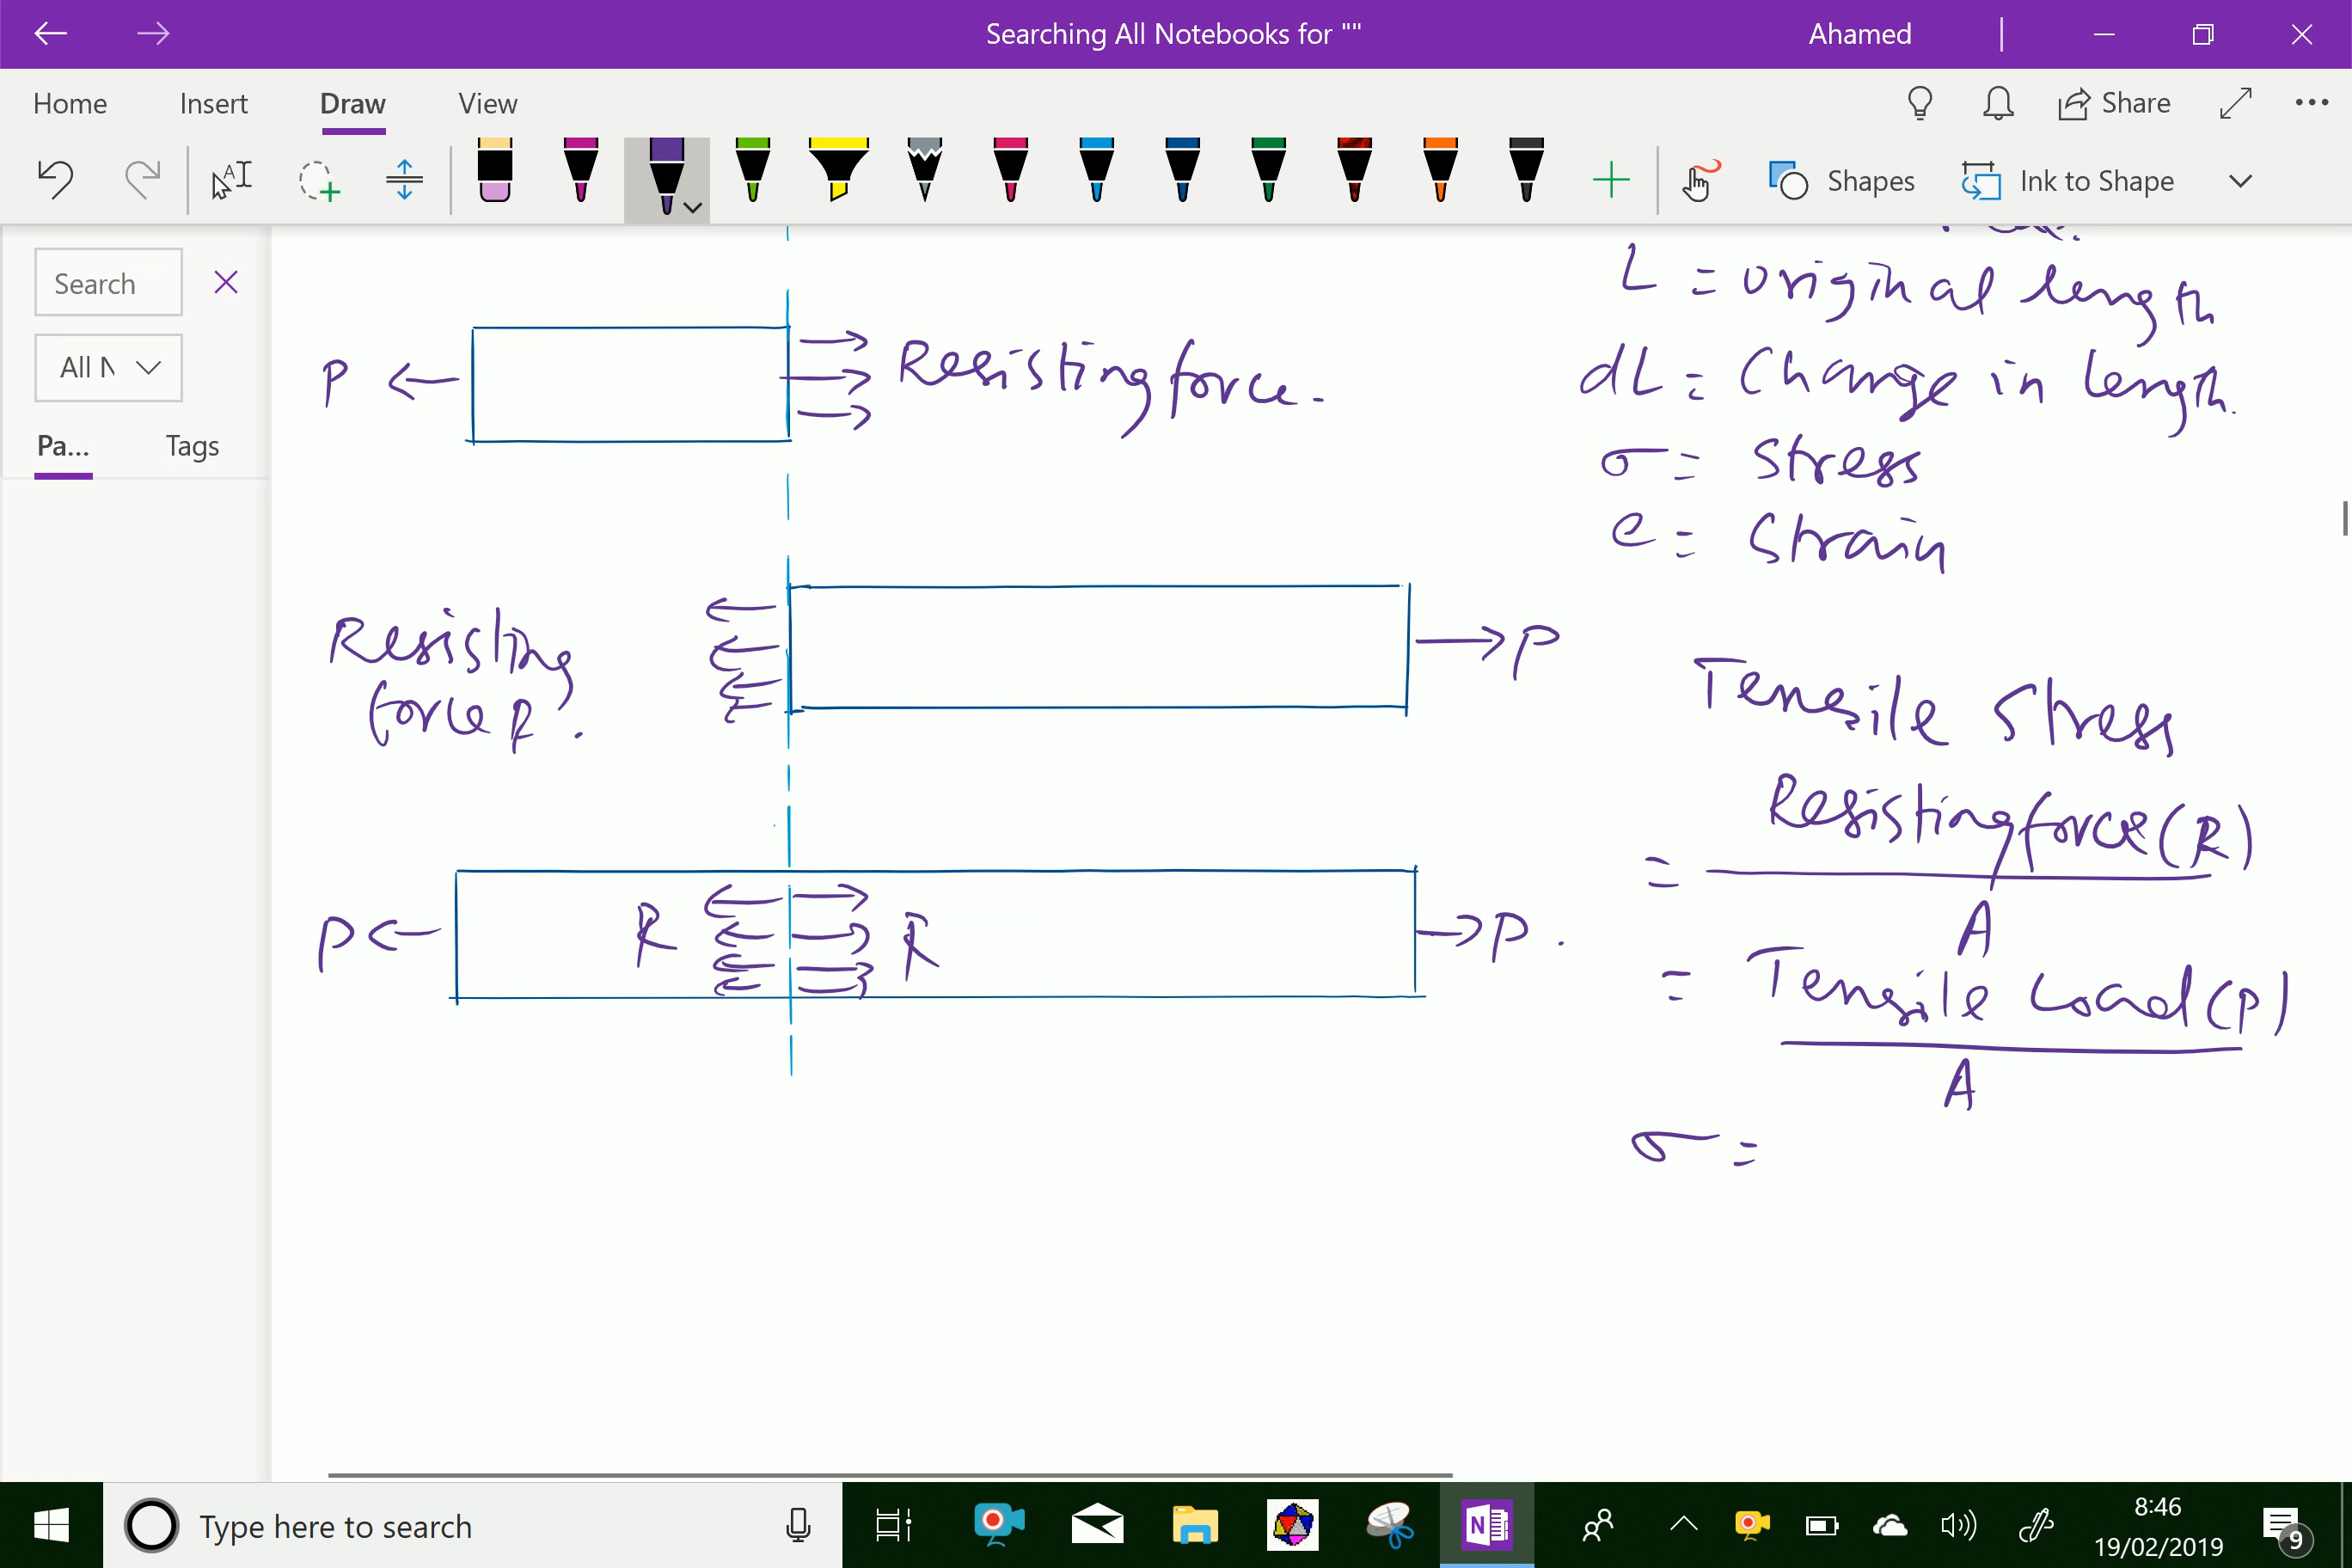 Searching All Notebooks for ""
Ahamed
Home Insert Draw View
Share
Shapes
Ink to Shape
Search
All N
Pa...
Tags
L = original length
P
Resisting force.
dL = Change in length.
σ = Stress
e = Strain
Resisting
force R.
P
Tensile Stress
= Resisting force (R)
A
P R R P.
= Tensile Load (P)
A
σ =
Type here to search
8:46
19/02/2019
9